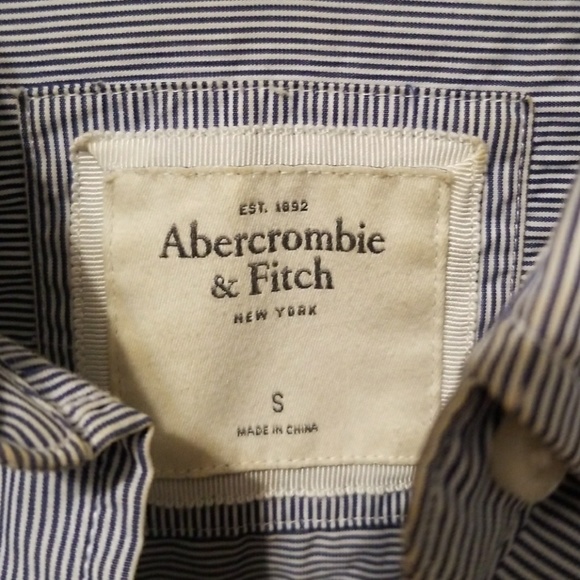 EST. 1892
Abercrombie
& Fitch
NEW YORK
S
MADE IN CHINA